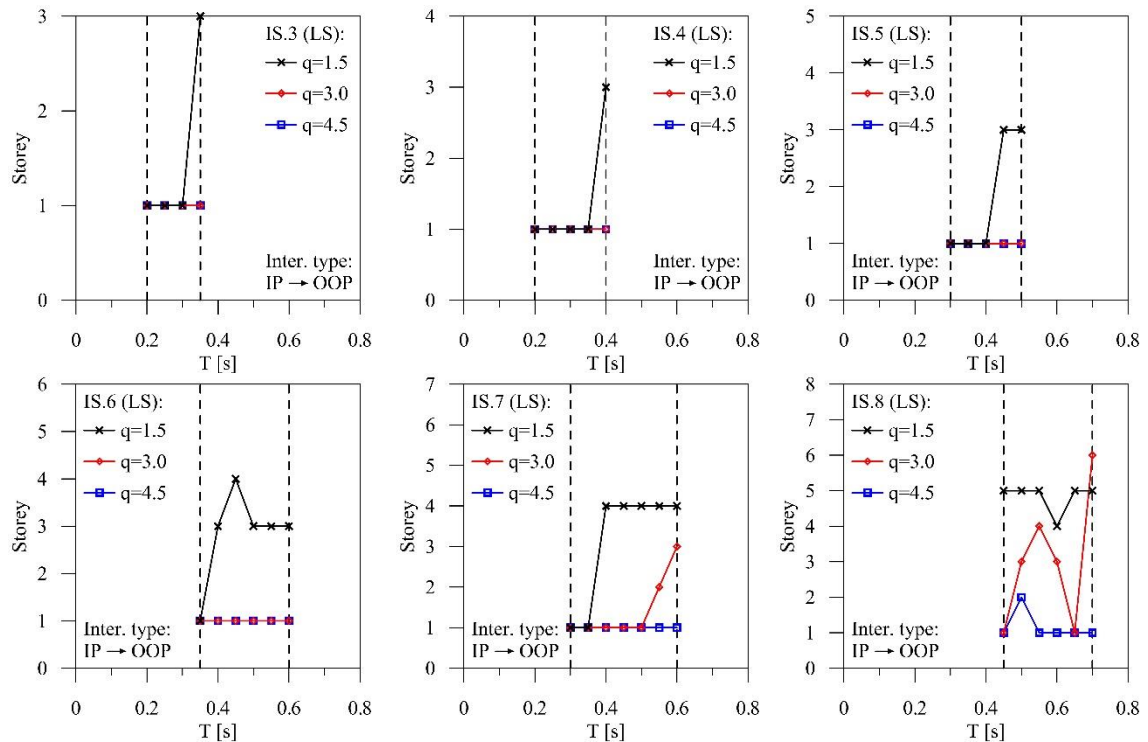 3
2
1
0
Storey
IS.3 (LS):
q=1.5
q=3.0
q=4.5
Inter. type:
IP → OOP
0 0.2 0.4 0.6 0.8
T [s]
4
3
2
1
0
Storey
IS.4 (LS):
q=1.5
q=3.0
q=4.5
Inter. type:
IP → OOP
0 0.2 0.4 0.6 0.8
T [s]
5
4
3
2
1
0
Storey
IS.5 (LS):
q=1.5
q=3.0
q=4.5
Inter. type:
IP → OOP
0 0.2 0.4 0.6 0.8
T [s]
6
5
4
3
2
1
0
Storey
IS.6 (LS):
q=1.5
q=3.0
q=4.5
Inter. type:
IP → OOP
0 0.2 0.4 0.6 0.8
T [s]
7
6
5
4
3
2
1
0
Storey
IS.7 (LS):
q=1.5
q=3.0
q=4.5
Inter. type:
IP → OOP
0 0.2 0.4 0.6 0.8
T [s]
8
7
6
5
4
3
2
1
0
Storey
IS.8 (LS):
q=1.5
q=3.0
q=4.5
Inter. type:
IP → OOP
0 0.2 0.4 0.6 0.8
T [s]